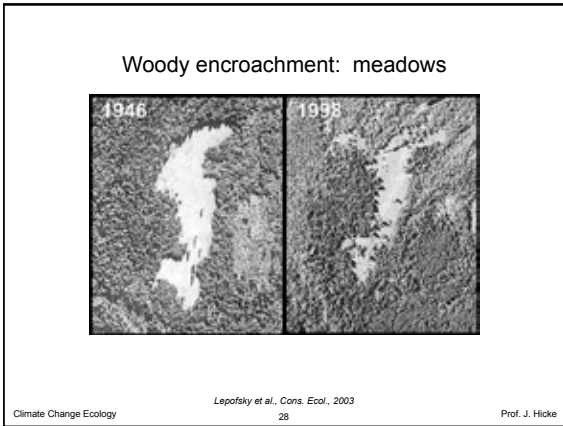 Woody encroachment: meadows
1946
1998
Lepofsky et al., Cons. Ecol., 2003
Climate Change Ecology
28
Prof. J. Hicke